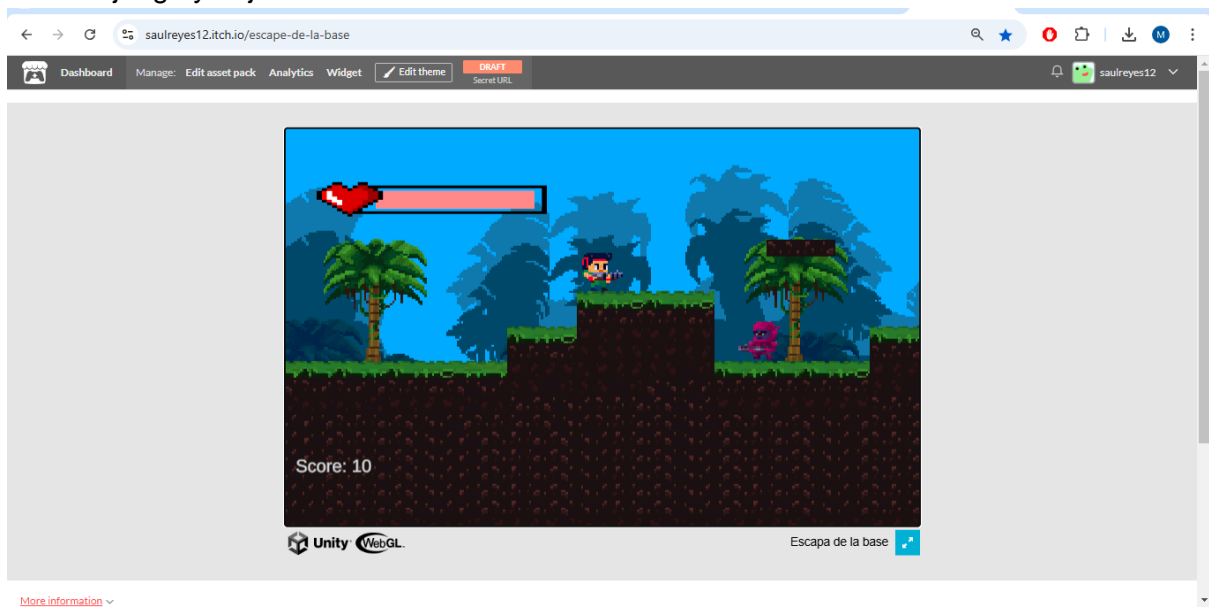 saulreyes12.itch.io/escape-de-la-base
M
Dashboard Manage: Edit asset pack Analytics Widget Edit theme DRAFT Secret URL saulreyes12
Score: 10
Unity WebGL. Escapa de la base
More information